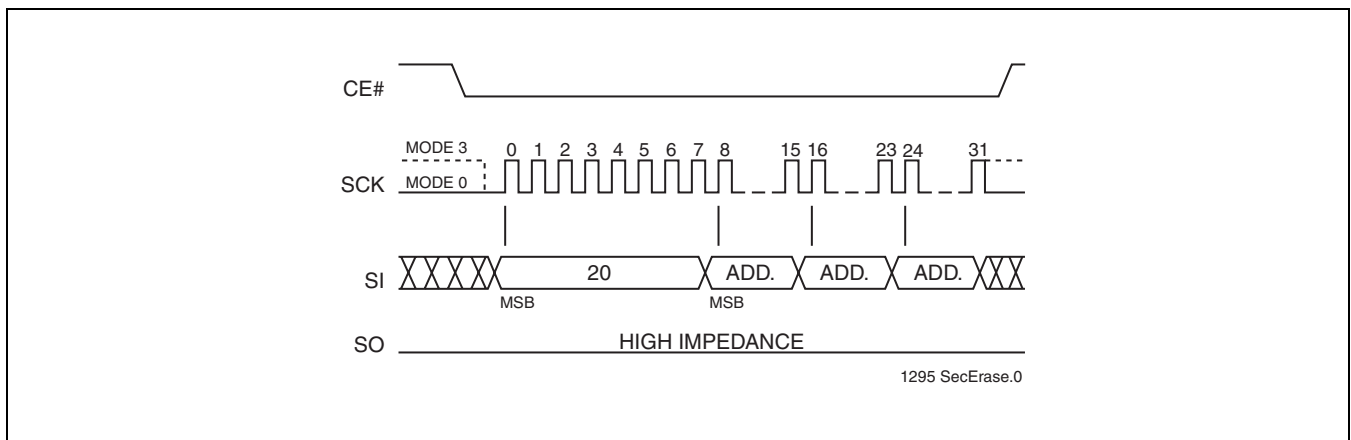 CE#
MODE 3
0 1 2 3 4 5 6 7 8 15 16 23 24 31
SCK
MODE 0
SI
20 ADD. ADD. ADD.
MSB MSB
SO
HIGH IMPEDANCE
1295 SecErase.0